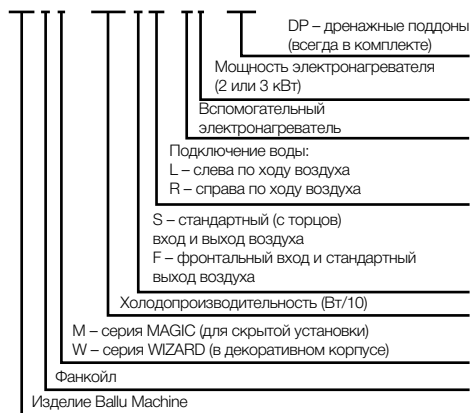 DP – дренажные поддоны
(всегда в комплекте)
Мощность электронагревателя
(2 или 3 кВт)
Вспомогательный
электронагреватель
Подключение воды:
L – слева по ходу воздуха
R – справа по ходу воздуха
S – стандартный (с торцов)
вход и выход воздуха
F – фронтальный вход и стандартный
выход воздуха
Холодопроизводительность (Вт/10)
M – серия MAGIC (для скрытой установки)
W – серия WIZARD (в декоративном корпусе)
Фанкойл
Изделие Ballu Machine